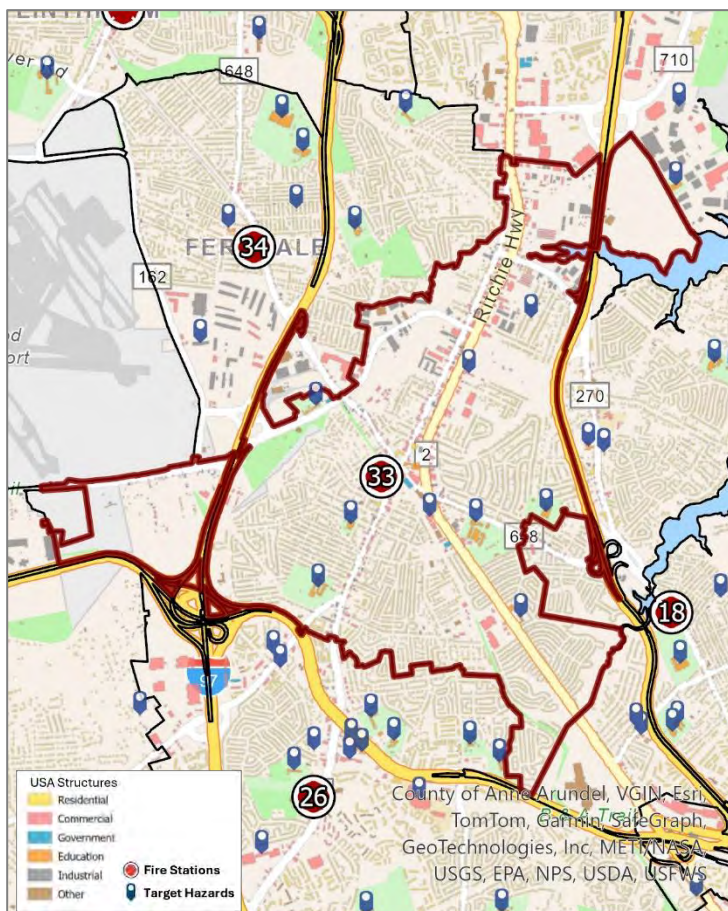 648
710
34
FERNDALE
162
Ritchie Hwy
270
2
33
648
18
97
26
USA Structures
Residential
Commercial
Government
Education
Industrial
Other
Fire Stations
Target Hazards
County of Anne Arundel, VGIN, Esri,
TomTom, Garmin, SafeGraph,
GeoTechnologies, Inc, METI/NASA,
USGS, EPA, NPS, USDA, USFWS